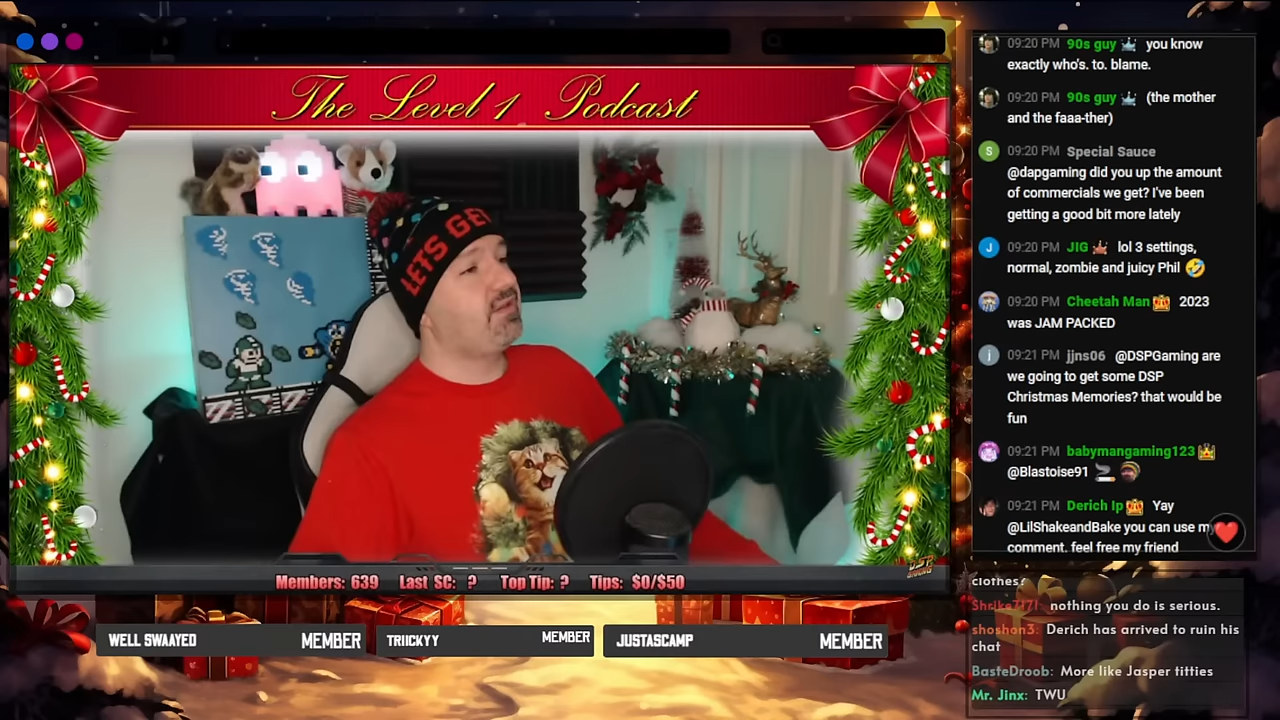 The Level 1 Podcast
LETS GET
09:20 PM 90s guy you know
exactly who's. to. blame.
09:20 PM 90s guy (the mother
and the faaa-ther)
S 09:20 PM Special Sauce
@dapgaming did you up the amount
of commercials we get? I've been
getting a good bit more lately
J 09:20 PM JIG lol 3 settings,
normal, zombie and juicy Phil
09:20 PM Cheetah Man 2023
was JAM PACKED
j 09:21 PM jjns06 @DSPGaming are
we going to get some DSP
Christmas Memories? that would be
fun
09:21 PM babymangaming123
@Blastoise91
09:21 PM Derich Ip Yay
@LilShakeandBake you can use my
comment. feel free my friend
DSP
GAMING
Members: 639 Last SC: ? Top Tip: ? Tips: $0/$50
WELL SWAAYED MEMBER TRIICKYY MEMBER JUSTASCAMP MEMBER
clothes
nothing you do is serious.
shoshon3: Derich has arrived to ruin his
chat
BasteDroob: More like Jasper titties
Mr. Jinx: TWU